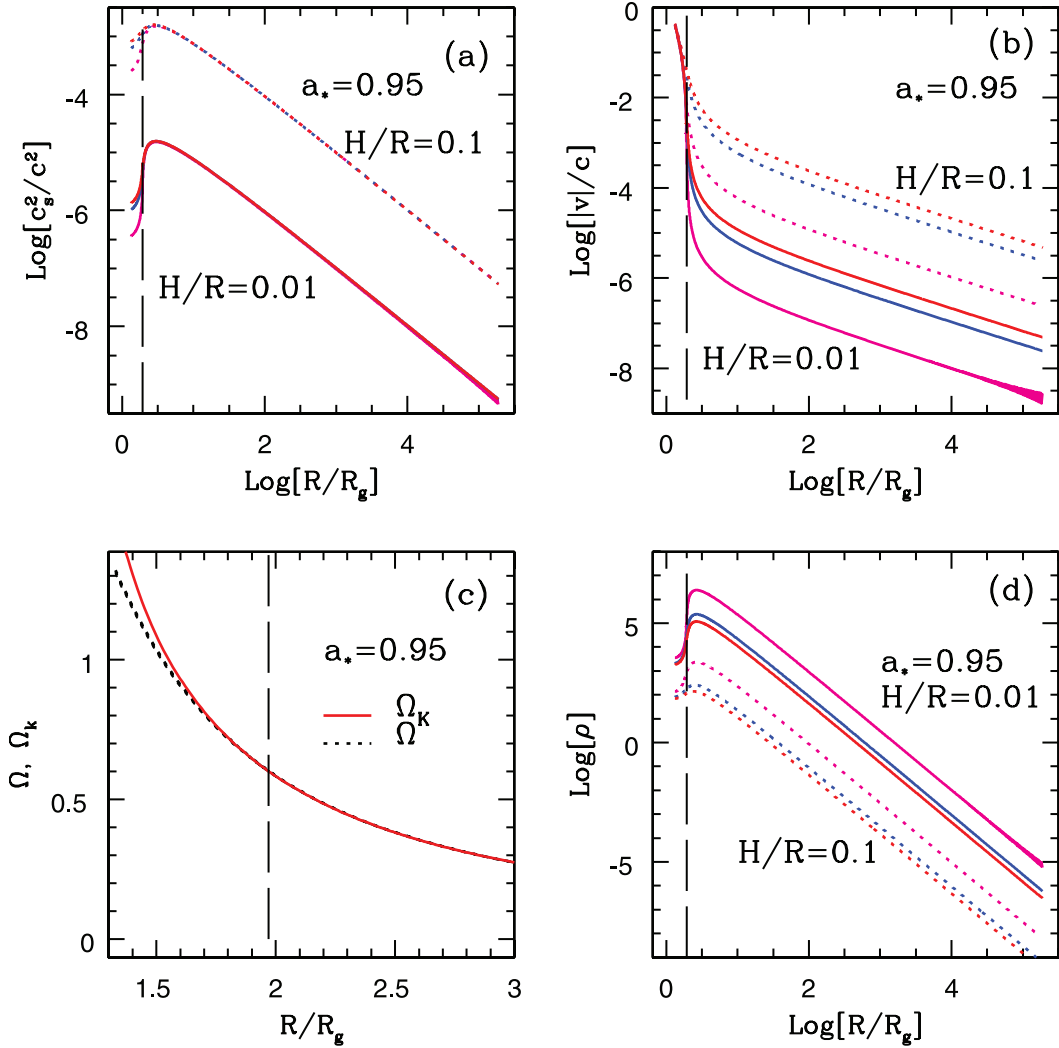 (a)
a*=0.95
H/R=0.1
H/R=0.01
Log[c_s^2/c^2]
-4
-6
-8
0
2
4
Log[R/R_g]
(b)
a*=0.95
H/R=0.1
H/R=0.01
Log[|v|/c]
0
-2
-4
-6
-8
0
2
4
Log[R/R_g]
(c)
a*=0.95
Ω_K
Ω
Ω, Ω_k
1
0.5
0
1.5
2
2.5
3
R/R_g
(d)
a*=0.95
H/R=0.01
H/R=0.1
Log[ρ]
5
0
-5
0
2
4
Log[R/R_g]